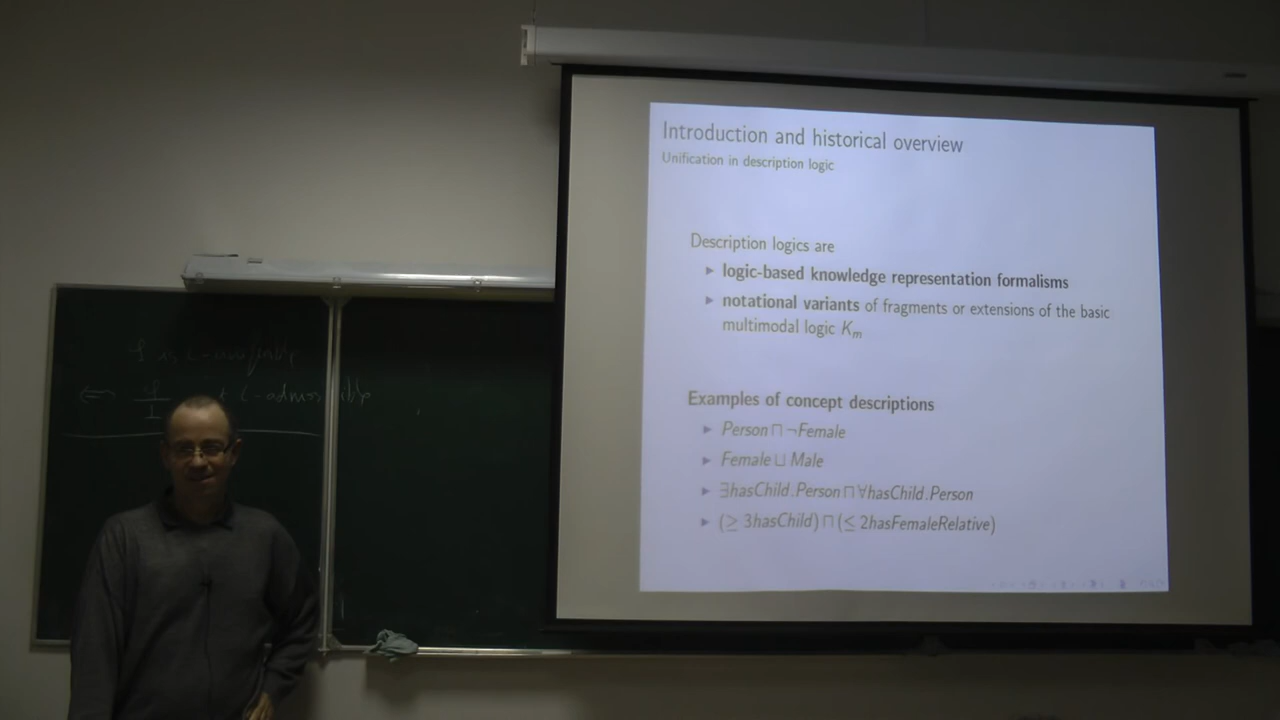 Introduction and historical overview
Unification in description logic
Description logics are
▶ logic-based knowledge representation formalisms
▶ notational variants of fragments or extensions of the basic
multimodal logic Kₘ
Examples of concept descriptions
▶ Person ⊓ ¬Female
▶ Female ⊔ Male
▶ ∃hasChild.Person ⊓ ∀hasChild.Person
▶ (≥ 3hasChild) ⊓ (≤ 2hasFemaleRelative)
is
⇐